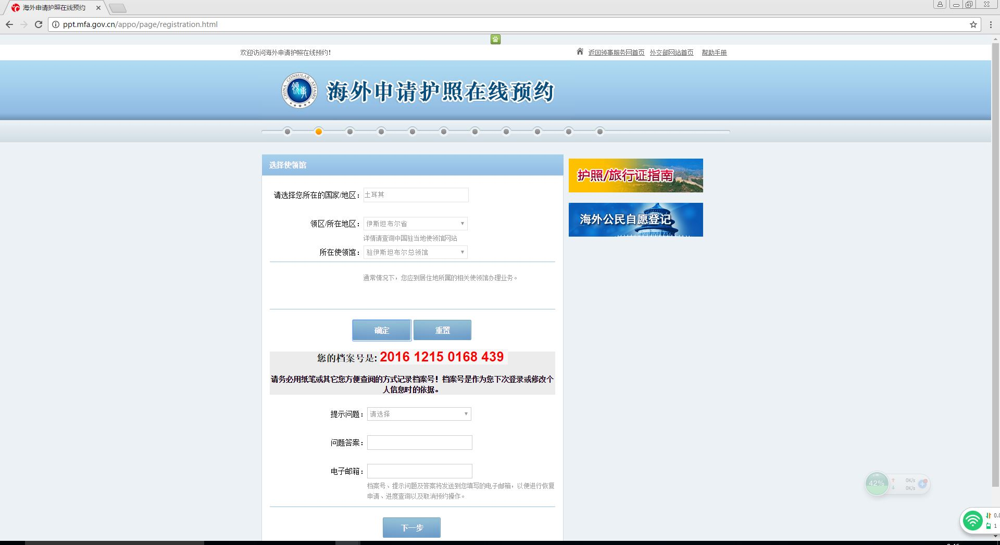 海外申请护照在线预约
ppt.mfa.gov.cn/appo/page/registration.html
欢迎访问海外申请护照在线预约!
返回领事服务网首页 外交部网站首页 帮助手册
CHINA CONSULAR AFFAIRS
领事
海外申请护照在线预约
选择使领馆
请选择您所在的国家/地区： 土耳其
领区/所在地区： 伊斯坦布尔省
详情请查询中国驻当地使领馆网站
所在使领馆： 驻伊斯坦布尔总领馆
通常情况下，您应到居住地所属的相关使领馆办理业务。
确定 重置
您的档案号是: 2016 1215 0168 439
请务必用纸笔或其它您方便查阅的方式记录档案号！档案号是作为您下次登录或修改个
人信息时的依据。
提示问题： 请选择
问题答案：
电子邮箱：
档案号、提示问题及答案将发送到您填写的电子邮箱，以便进行恢复
申请、进度查询以及取消预约操作。
下一步
护照/旅行证指南
海外公民自愿登记
42%
0K/s
0K/s
0.0
1